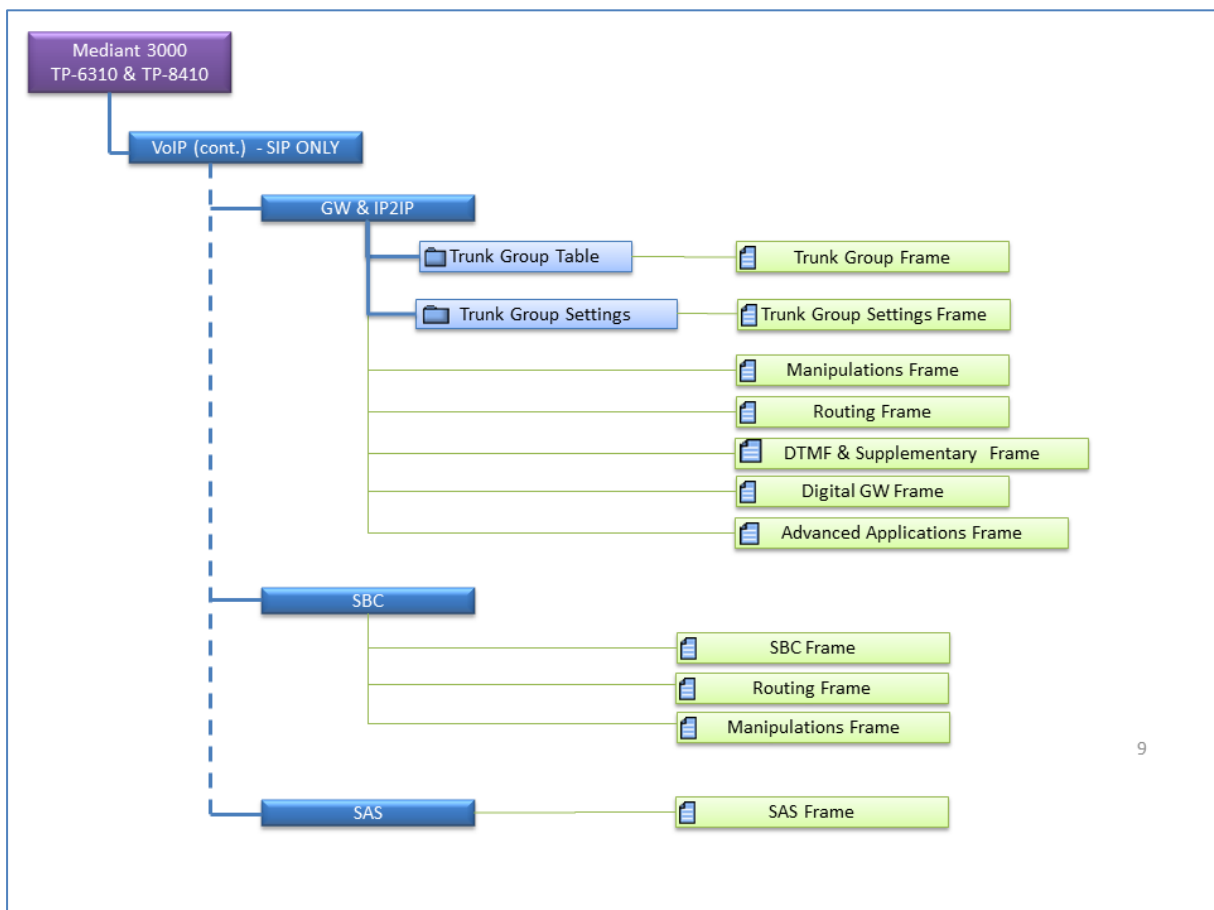 Mediant 3000
TP-6310 & TP-8410
VoIP (cont.) - SIP ONLY
GW & IP2IP
Trunk Group Table
Trunk Group Frame
Trunk Group Settings
Trunk Group Settings Frame
Manipulations Frame
Routing Frame
DTMF & Supplementary Frame
Digital GW Frame
Advanced Applications Frame
SBC
SBC Frame
Routing Frame
Manipulations Frame
9
SAS
SAS Frame